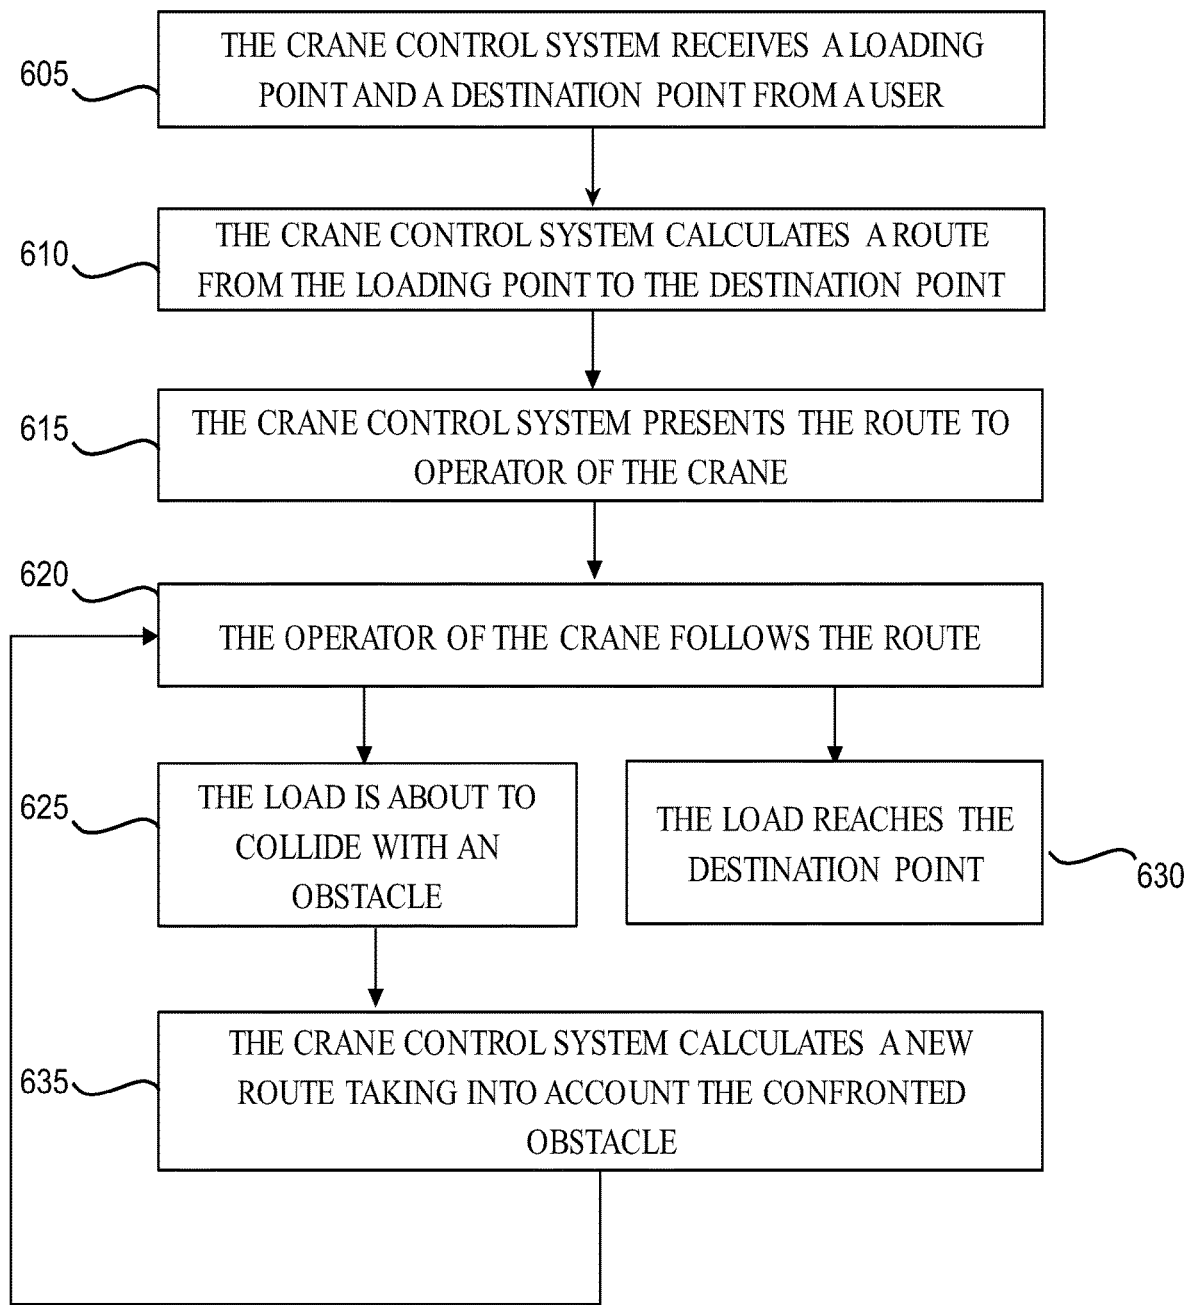 605
THE CRANE CONTROL SYSTEM RECEIVES A LOADING
POINT AND A DESTINATION POINT FROM A USER
610
THE CRANE CONTROL SYSTEM CALCULATES A ROUTE
FROM THE LOADING POINT TO THE DESTINATION POINT
615
THE CRANE CONTROL SYSTEM PRESENTS THE ROUTE TO
OPERATOR OF THE CRANE
620
THE OPERATOR OF THE CRANE FOLLOWS THE ROUTE
625
THE LOAD IS ABOUT TO
COLLIDE WITH AN
OBSTACLE
THE LOAD REACHES THE
DESTINATION POINT
630
635
THE CRANE CONTROL SYSTEM CALCULATES A NEW
ROUTE TAKING INTO ACCOUNT THE CONFRONTED
OBSTACLE